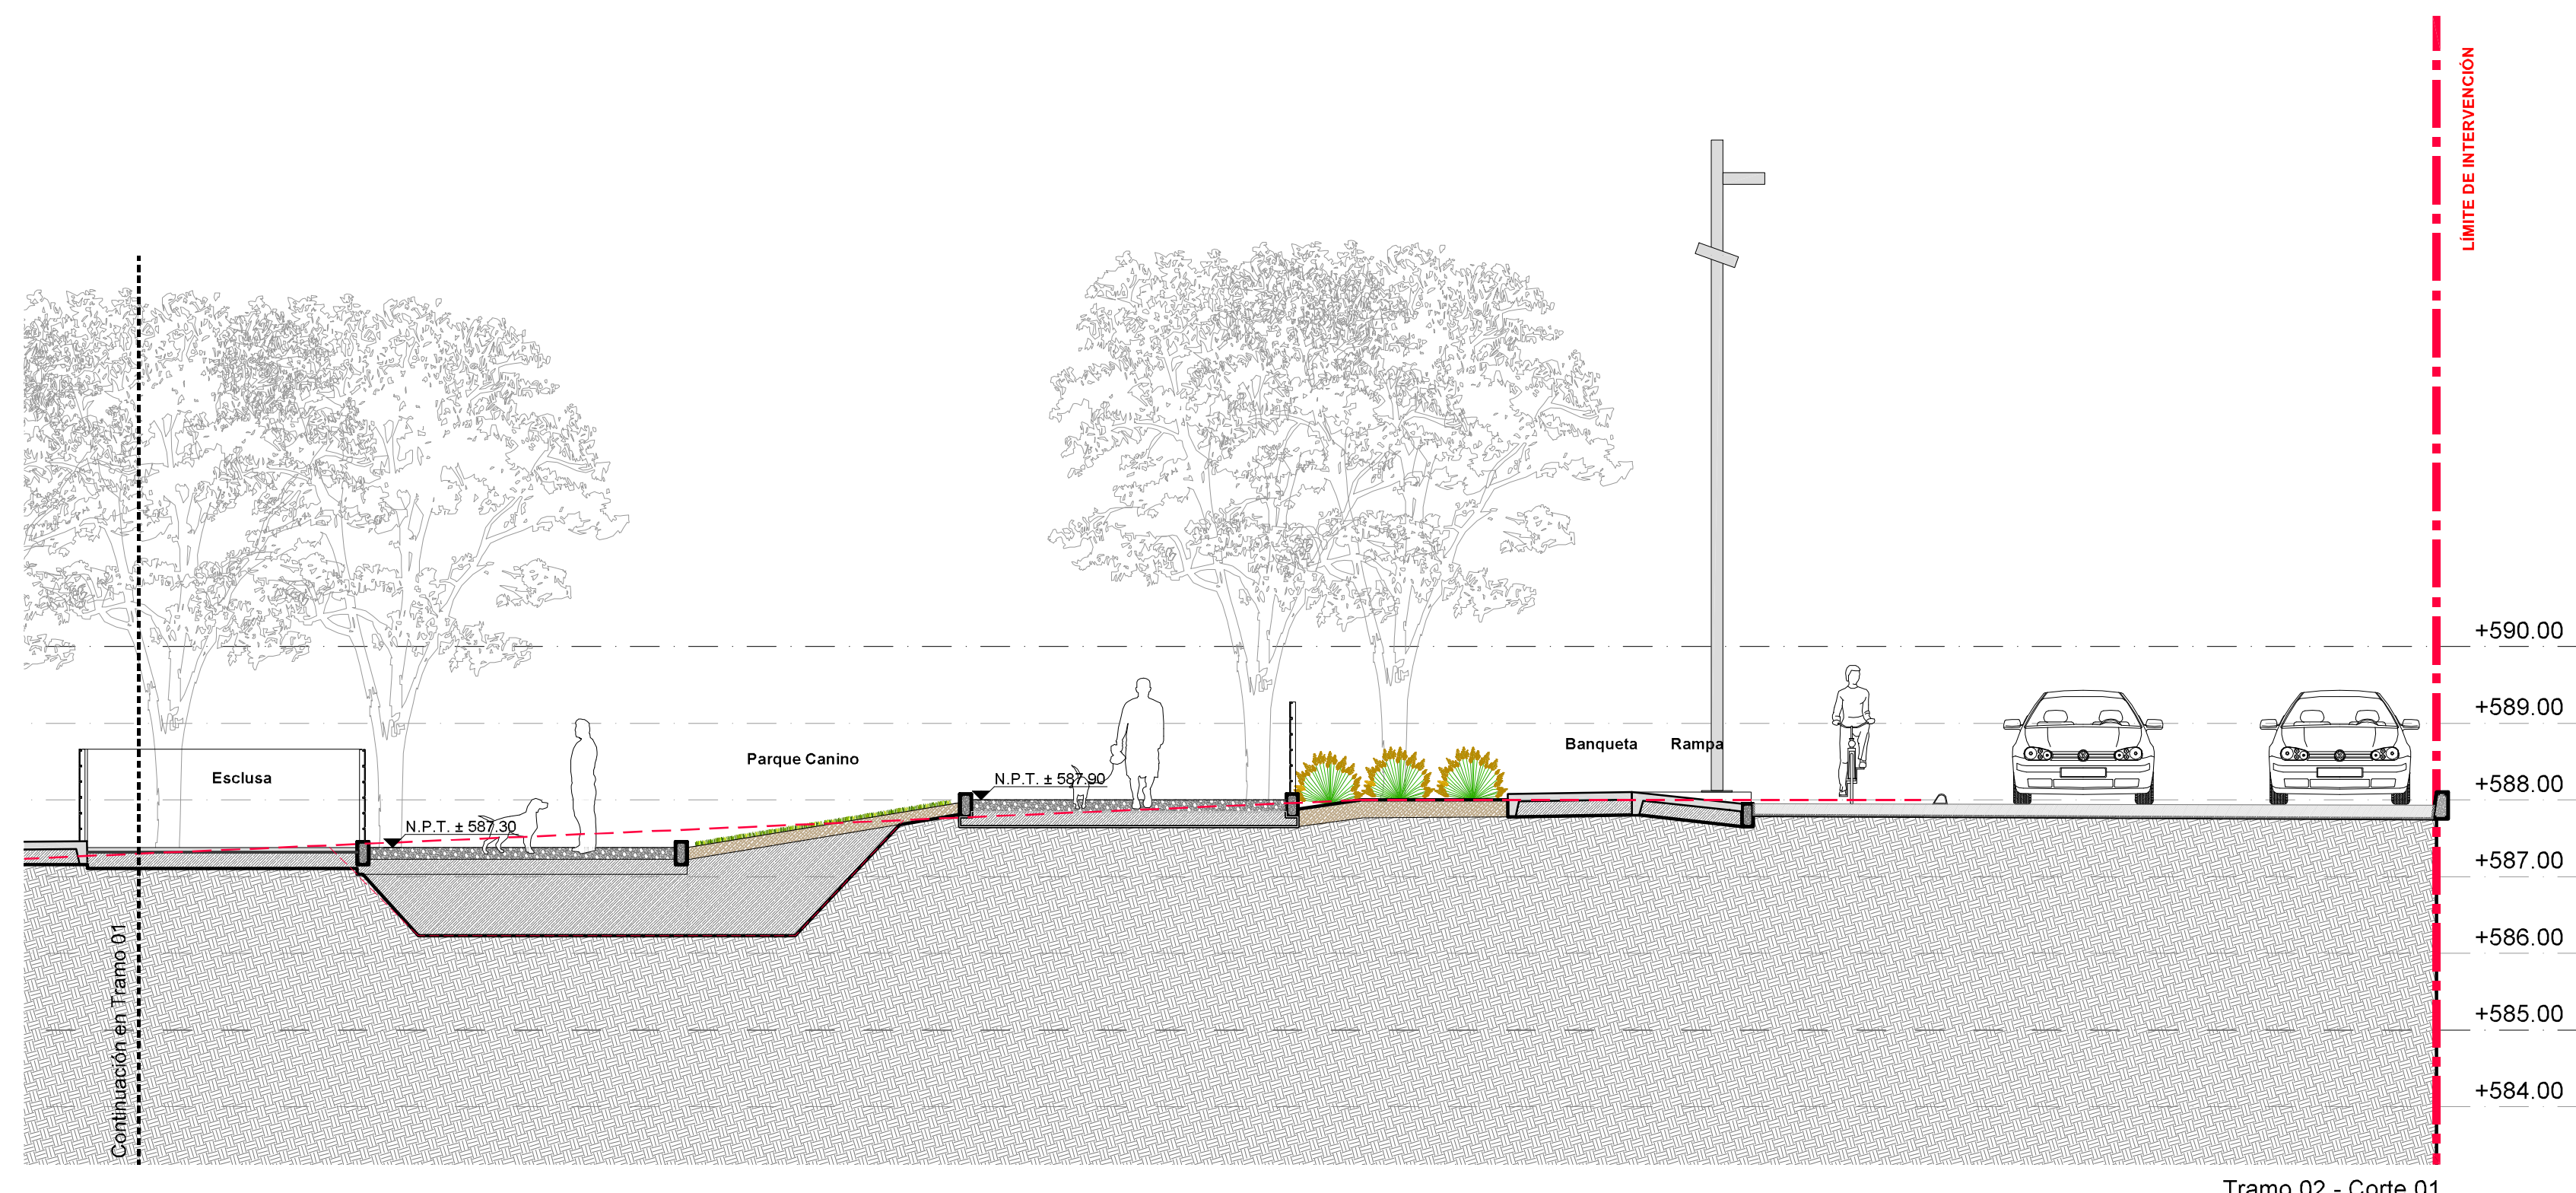 LÍMITE DE INTERVENCIÓN
+590.00
+589.00
Banqueta
Rampa
Parque Canino
Esclusa
N.P.T. ± 587.90
+588.00
N.P.T. ± 587.30
+587.00
+586.00
Continuación en Tramo 01
+585.00
+584.00
Tramo 02 - Corte 01